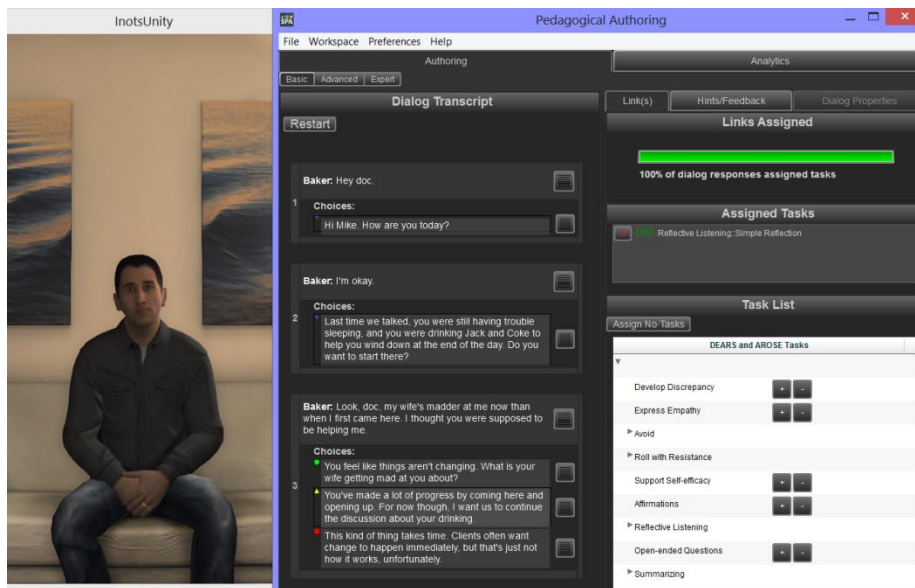 InotsUnity
SPA
Pedagogical Authoring
File Workspace Preferences Help
Authoring
Analytics
Basic Advanced Expert
Dialog Transcript
Restart
Baker: Hey doc.
1
Choices:
Hi Mike. How are you today?
Baker: I'm okay.
Choices:
2
Last time we talked, you were still having trouble
sleeping, and you were drinking Jack and Coke to
help you wind down at the end of the day. Do you
want to start there?
Baker: Look, doc, my wife's madder at me now than
when I first came here. I thought you were supposed to
be helping me.
Choices:
3
You feel like things aren't changing. What is your
wife getting mad at you about?
You've made a lot of progress by coming here and
opening up. For now though, I want us to continue
the discussion about your drinking.
This kind of thing takes time. Clients often want
change to happen immediately, but that's just not
how it works, unfortunately.
Link(s) Hints/Feedback Dialog Properties
Links Assigned
100% of dialog responses assigned tasks
Assigned Tasks
X DID Reflective Listening::Simple Reflection
Task List
Assign No Tasks
DEARS and AROSE Tasks
Develop Discrepancy + -
Express Empathy + -
Avoid
Roll with Resistance
Support Self-efficacy + -
Affirmations + -
Reflective Listening
Open-ended Questions + -
Summarizing